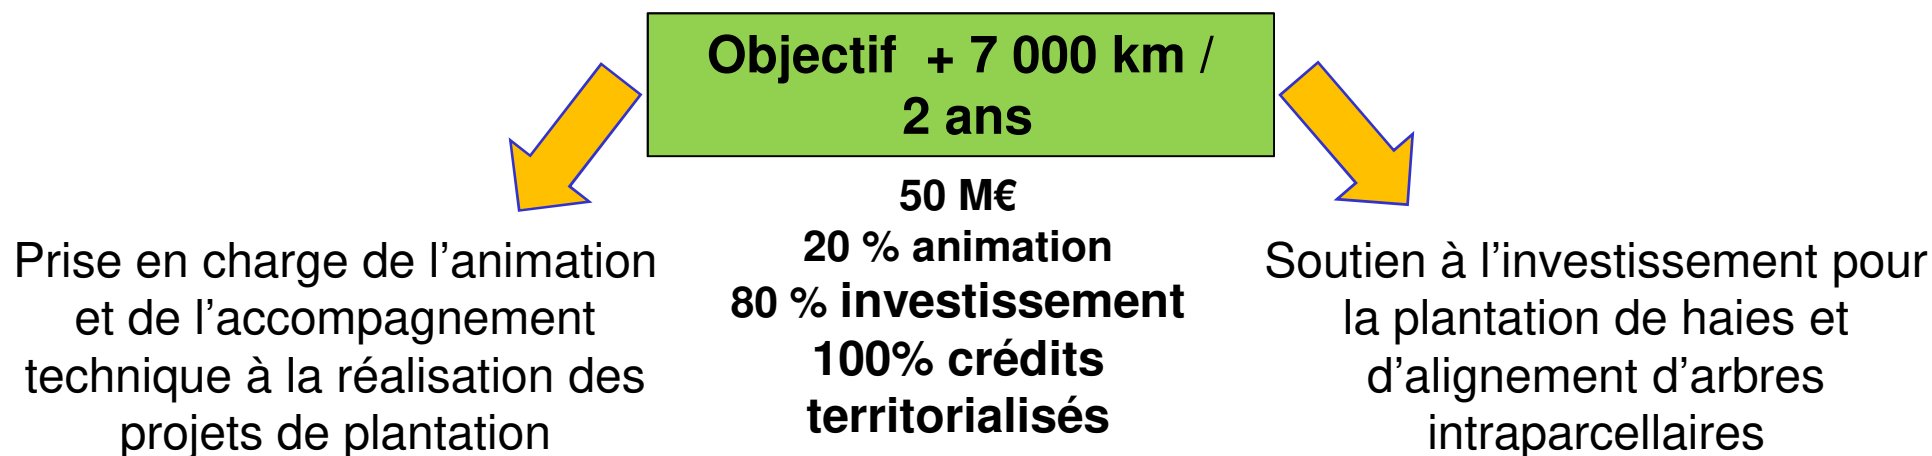 Objectif + 7 000 km /
2 ans
50 M€
20 % animation
80 % investissement
100% crédits
territorialisés
Prise en charge de l’animation
et de l’accompagnement
technique à la réalisation des
projets de plantation
Soutien à l’investissement pour
la plantation de haies et
d’alignement d’arbres
intraparcellaires